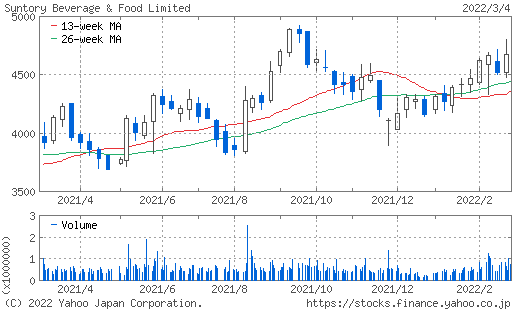 Suntory Beverage & Food Limited 2022/3/4
5000
13-week MA
26-week MA
4500
4000
3500
2021/4 2021/6 2021/8 2021/10 2021/12 2022/2
3
Volume
2
1
0
(x1000000)
2021/4 2021/6 2021/8 2021/10 2021/12 2022/2
(C) 2022 Yahoo Japan Corporation. https://stocks.finance.yahoo.co.jp